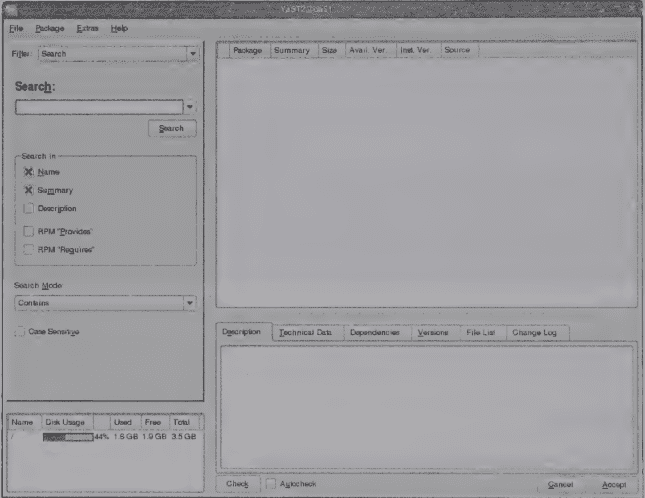 File Package Extras Help
Filter: Search
Search:
Search
Search in
Name
Summary
Description
RPM "Provides"
RPM "Requires"
Search Mode
Contains
Case Sensitive
Package Summary Size Avail. Ver. Inst. Ver. Source
Description Technical Data Dependencies Versions File List Change Log
Name Disk Usage Used Free Total
/ 44% 1.6 GB 1.9 GB 3.5 GB
Check Autocheck Cancel Accept